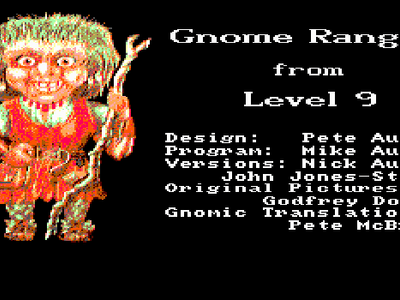 Gnome Rang
from
Level 9
Design: Pete Au
Program: Mike Au
Versions: Nick Au
John Jones-St
Original Pictures
Godfrey Do
Gnomic Translatio
Pete McB